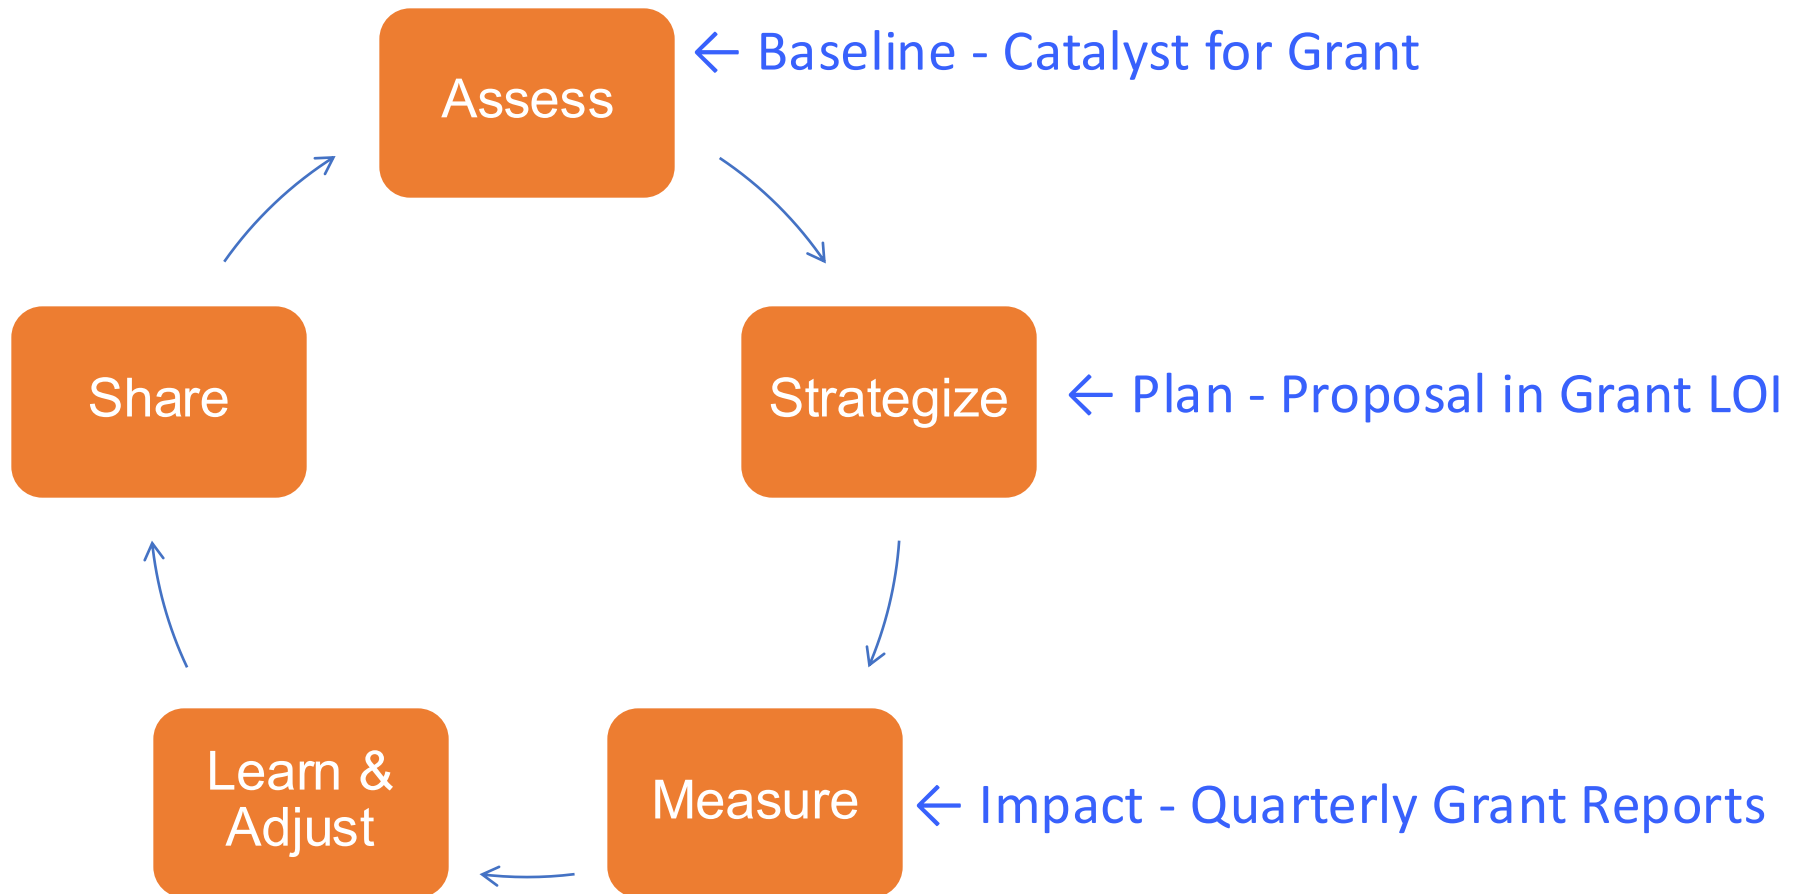 Assess
← Baseline - Catalyst for Grant
Share
Strategize
← Plan - Proposal in Grant LOI
Learn &
Adjust
Measure
← Impact - Quarterly Grant Reports